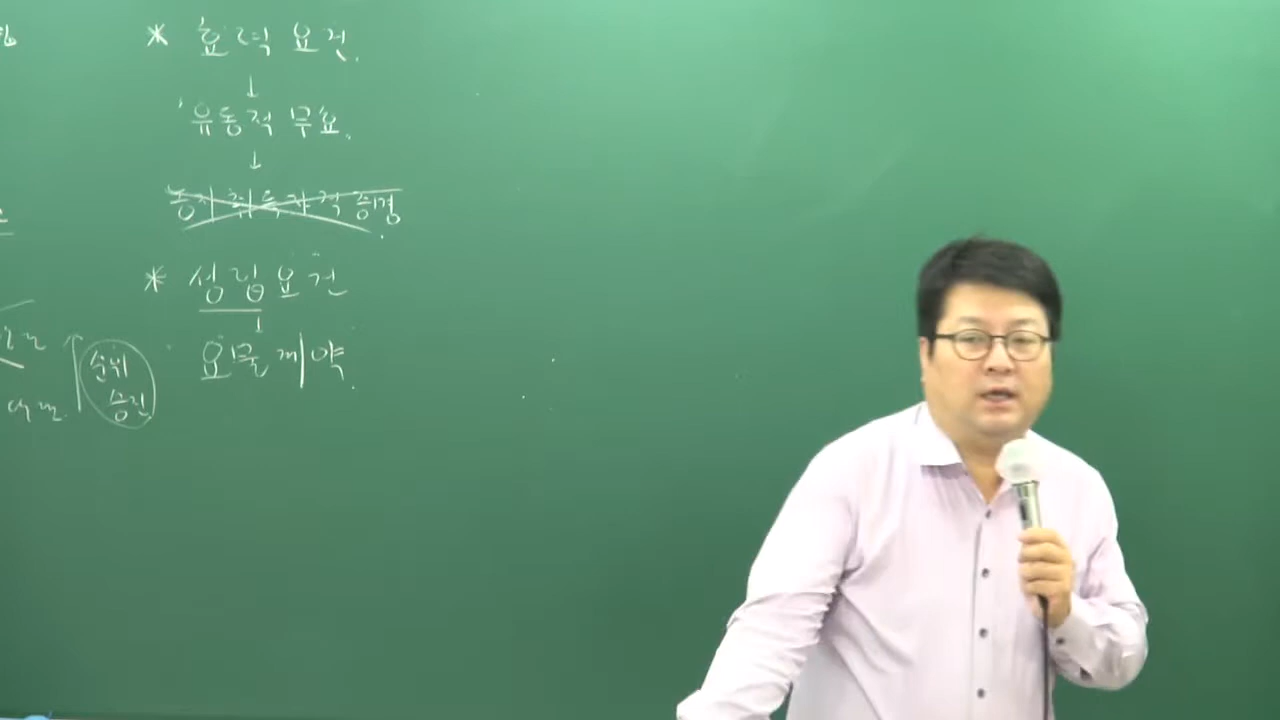 * 효력 요건.
↓
유동적 무효.
↓
농지취득자격증명.
* 성립요건
↓
요물계약.
순위
승진